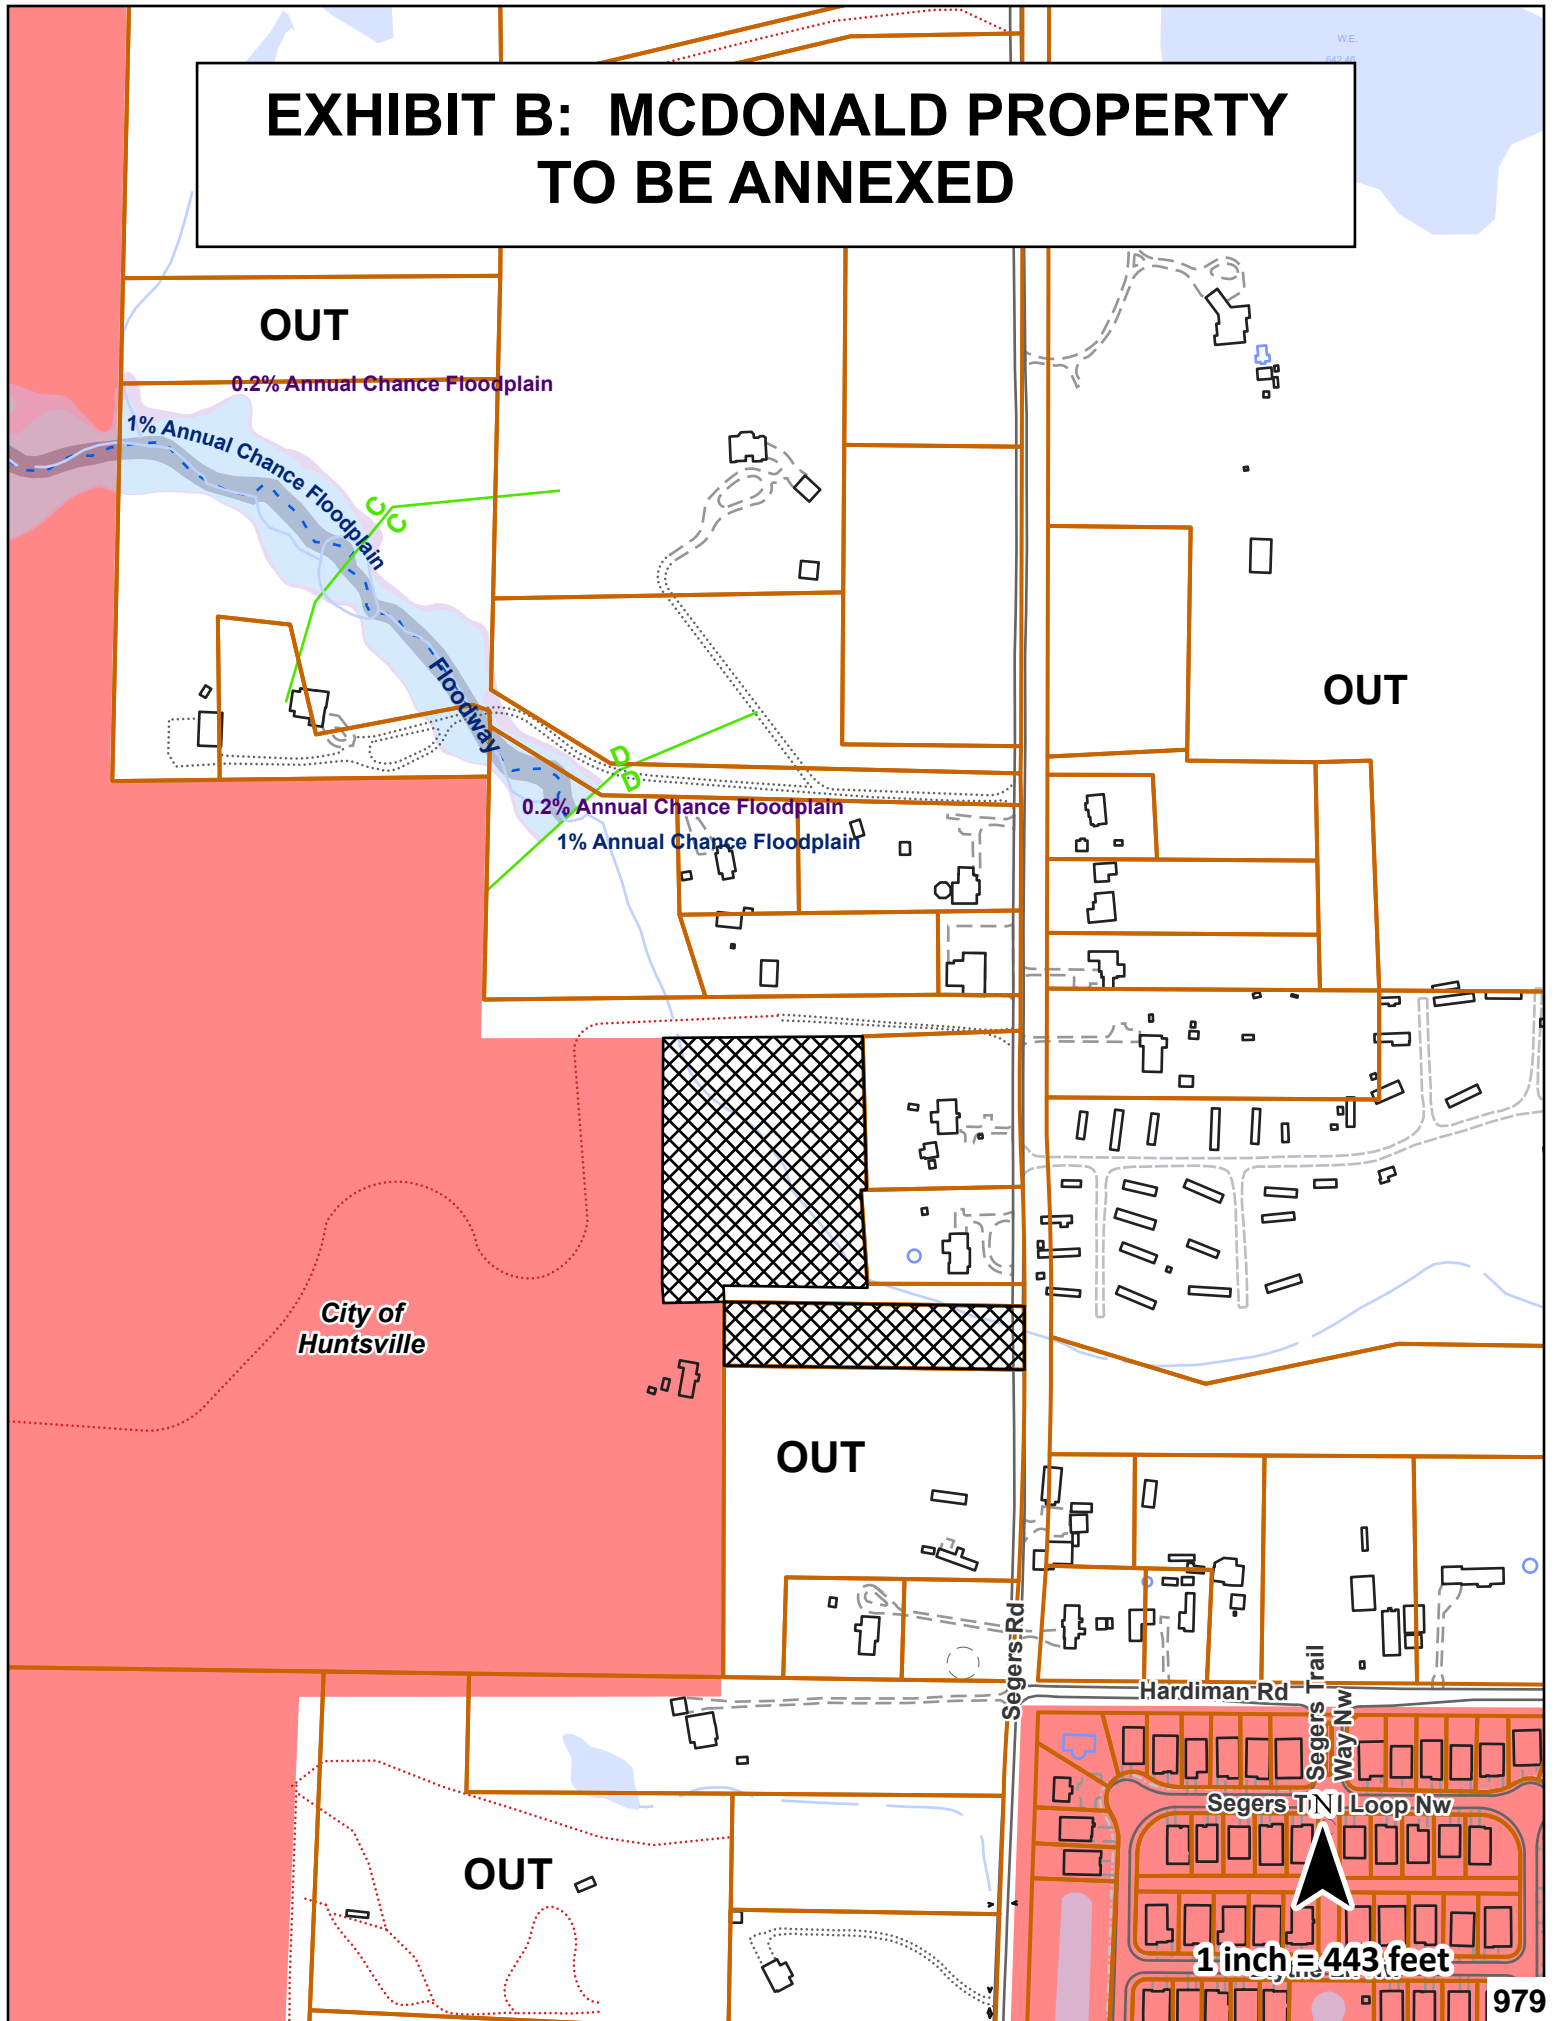 W.E.
642.46
EXHIBIT B: MCDONALD PROPERTY
TO BE ANNEXED
OUT
0.2% Annual Chance Floodplain
1% Annual Chance Floodplain
C
C
Floodway
OUT
D
D
0.2% Annual Chance Floodplain
1% Annual Chance Floodplain
City of
Huntsville
OUT
Segers Rd
Hardiman Rd
Segers Trail
Way Nw
Loop Nw
Segers
N
OUT
1 inch = 443 feet
979